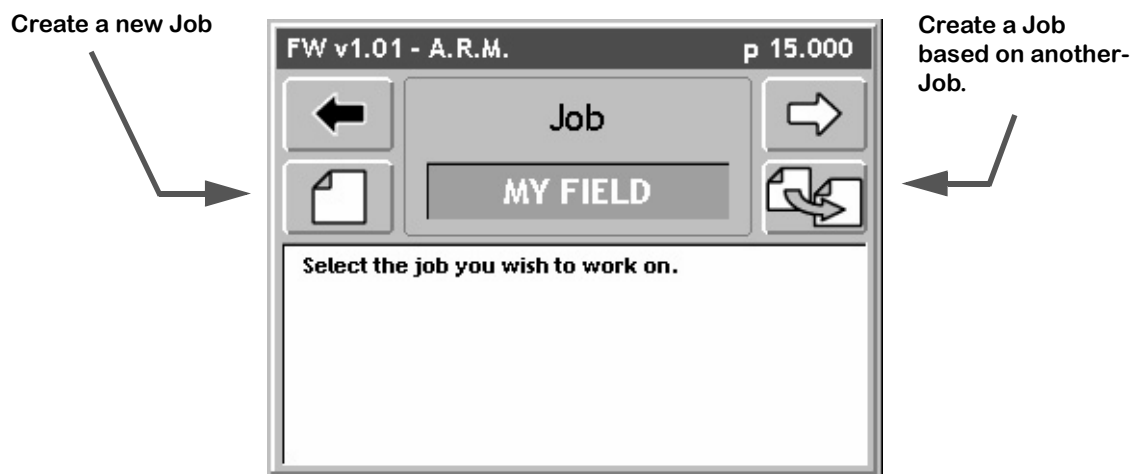 Create a new Job
Create a Job
based on another-
Job.
FW v1.01 - A.R.M. p 15.000
Job
MY FIELD
Select the job you wish to work on.